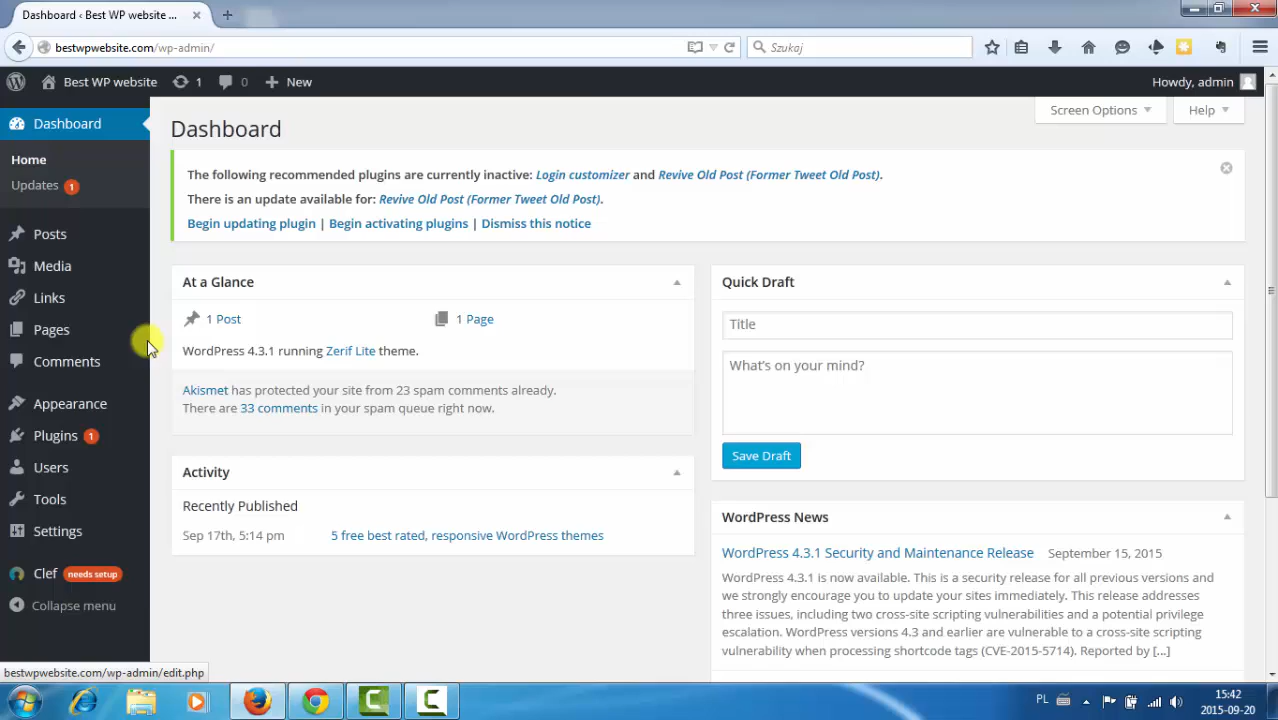 Dashboard ‹ Best WP website ...
bestwpwebsite.com/wp-admin/
Szukaj
Best WP website 1 0 New
Howdy, admin
Dashboard
Home
Updates 1
Posts
Media
Links
Pages
Comments
Appearance
Plugins 1
Users
Tools
Settings
Clef needs setup
Collapse menu
Screen Options
Help
Dashboard
The following recommended plugins are currently inactive: Login customizer and Revive Old Post (Former Tweet Old Post).
There is an update available for: Revive Old Post (Former Tweet Old Post).
Begin updating plugin | Begin activating plugins | Dismiss this notice
At a Glance
1 Post
1 Page
WordPress 4.3.1 running Zerif Lite theme.
Akismet has protected your site from 23 spam comments already.
There are 33 comments in your spam queue right now.
Activity
Recently Published
Sep 17th, 5:14 pm 5 free best rated, responsive WordPress themes
Quick Draft
Title
What's on your mind?
Save Draft
WordPress News
WordPress 4.3.1 Security and Maintenance Release September 15, 2015
WordPress 4.3.1 is now available. This is a security release for all previous versions and
we strongly encourage you to update your sites immediately. This release addresses
three issues, including two cross-site scripting vulnerabilities and a potential privilege
escalation. WordPress versions 4.3 and earlier are vulnerable to a cross-site scripting
vulnerability when processing shortcode tags (CVE-2015-5714). Reported by [...]
bestwpwebsite.com/wp-admin/edit.php
PL
15:42
2015-09-20